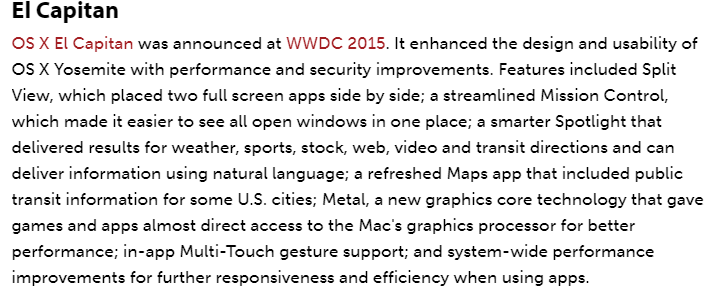 El Capitan
OS X El Capitan was announced at WWDC 2015. It enhanced the design and usability of
OS X Yosemite with performance and security improvements. Features included Split
View, which placed two full screen apps side by side; a streamlined Mission Control,
which made it easier to see all open windows in one place; a smarter Spotlight that
delivered results for weather, sports, stock, web, video and transit directions and can
deliver information using natural language; a refreshed Maps app that included public
transit information for some U.S. cities; Metal, a new graphics core technology that gave
games and apps almost direct access to the Mac's graphics processor for better
performance; in-app Multi-Touch gesture support; and system-wide performance
improvements for further responsiveness and efficiency when using apps.